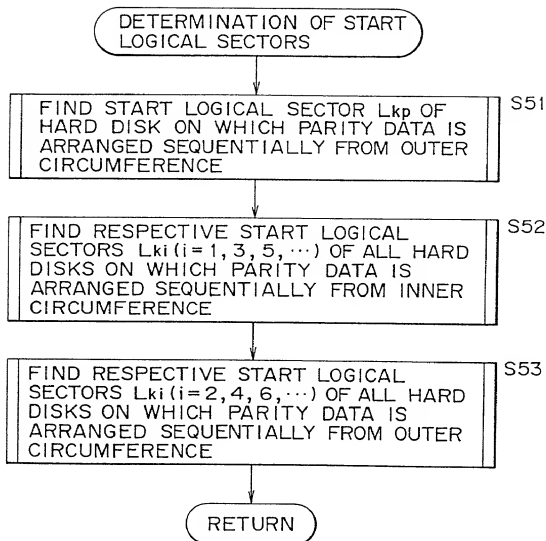 DETERMINATION OF START
LOGICAL SECTORS
S51
FIND START LOGICAL SECTOR Lkp OF
HARD DISK ON WHICH PARITY DATA IS
ARRANGED SEQUENTIALLY FROM OUTER
CIRCUMFERENCE
S52
FIND RESPECTIVE START LOGICAL
SECTORS Lki (i=1, 3, 5, ···) OF ALL HARD
DISKS ON WHICH PARITY DATA IS
ARRANGED SEQUENTIALLY FROM INNER
CIRCUMFERENCE
S53
FIND RESPECTIVE START LOGICAL
SECTORS Lki (i=2, 4, 6, ···) OF ALL HARD
DISKS ON WHICH PARITY DATA IS
ARRANGED SEQUENTIALLY FROM OUTER
CIRCUMFERENCE
RETURN